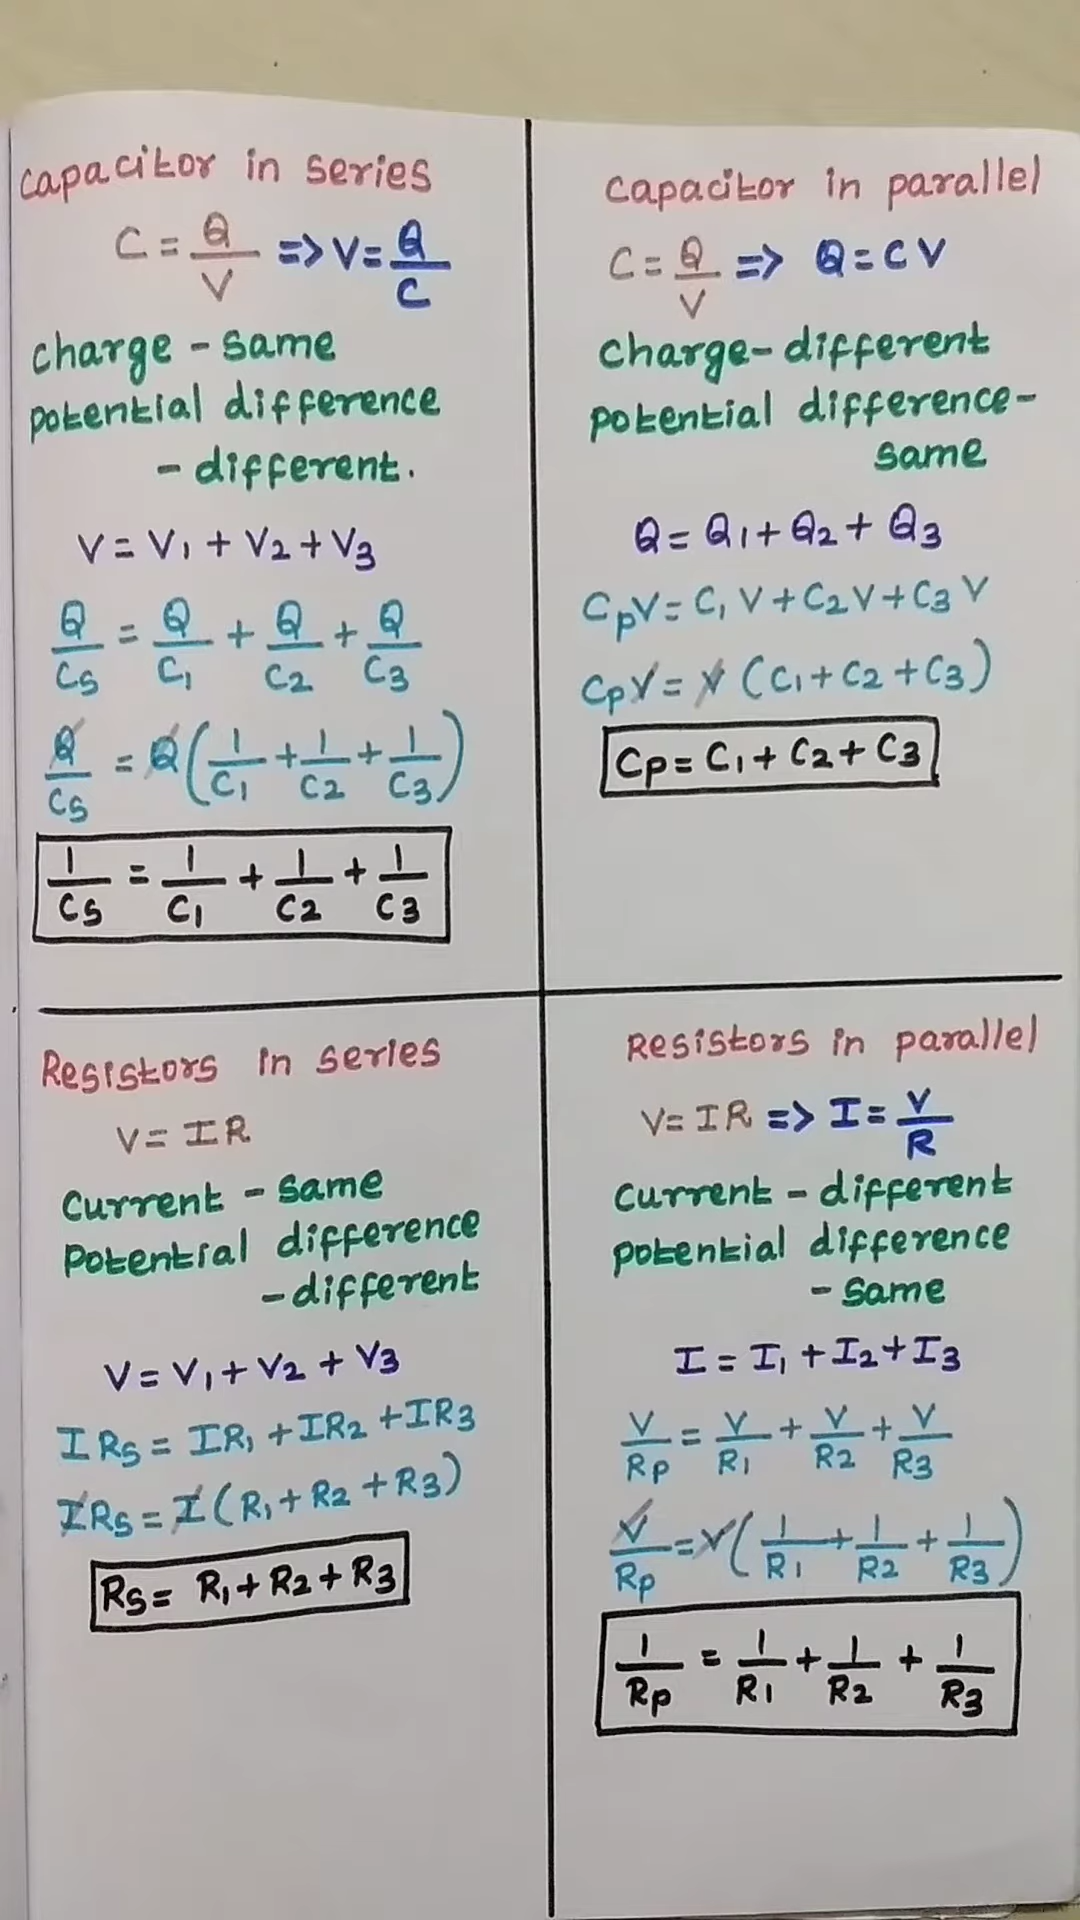 Capacitor in series
C = Q/V => V = Q/C
Charge - same
Potential difference
- different.
V = V1 + V2 + V3
Q/Cs = Q/C1 + Q/C2 + Q/C3
Q/Cs = Q(1/C1 + 1/C2 + 1/C3)
1/Cs = 1/C1 + 1/C2 + 1/C3
Capacitor in parallel
C = Q/V => Q = CV
Charge - different
Potential difference -
same
Q = Q1 + Q2 + Q3
CpV = C1V + C2V + C3V
CpV = V (C1 + C2 + C3)
Cp = C1 + C2 + C3
Resistors in series
V = IR
Current - same
Potential difference
- different
V = V1 + V2 + V3
IRs = IR1 + IR2 + IR3
IRs = I (R1 + R2 + R3)
Rs = R1 + R2 + R3
Resistors in parallel
V = IR => I = V/R
Current - different
potential difference
- same
I = I1 + I2 + I3
V/Rp = V/R1 + V/R2 + V/R3
V/Rp = V(1/R1 + 1/R2 + 1/R3)
1/Rp = 1/R1 + 1/R2 + 1/R3